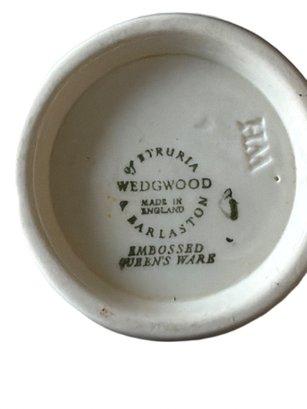 of ETRURIA
WEDGWOOD
MADE IN
ENGLAND
& BARLASTON
EMBOSSED
QUEEN'S WARE